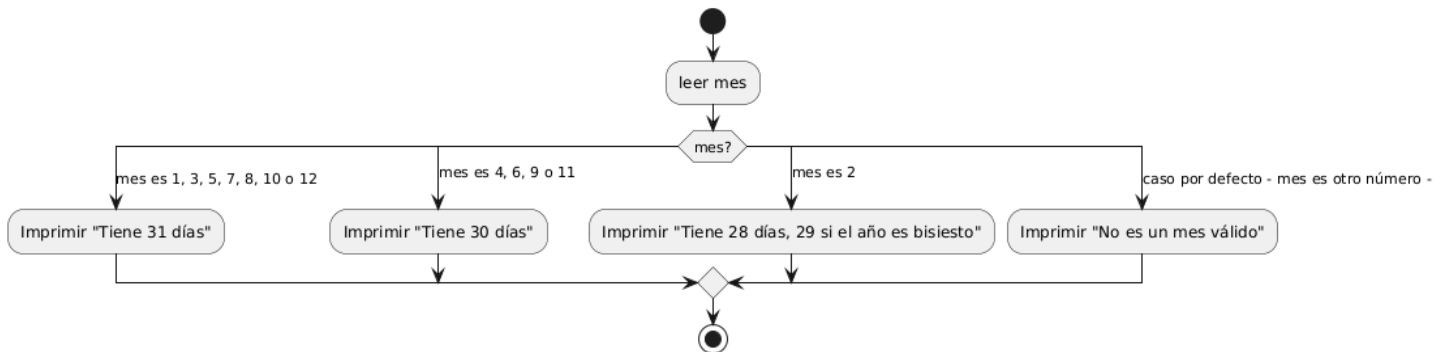 leer mes
mes?
mes es 1, 3, 5, 7, 8, 10 o 12
mes es 4, 6, 9 o 11
mes es 2
caso por defecto - mes es otro número -
Imprimir "Tiene 31 días"
Imprimir "Tiene 30 días"
Imprimir "Tiene 28 días, 29 si el año es bisiesto"
Imprimir "No es un mes válido"